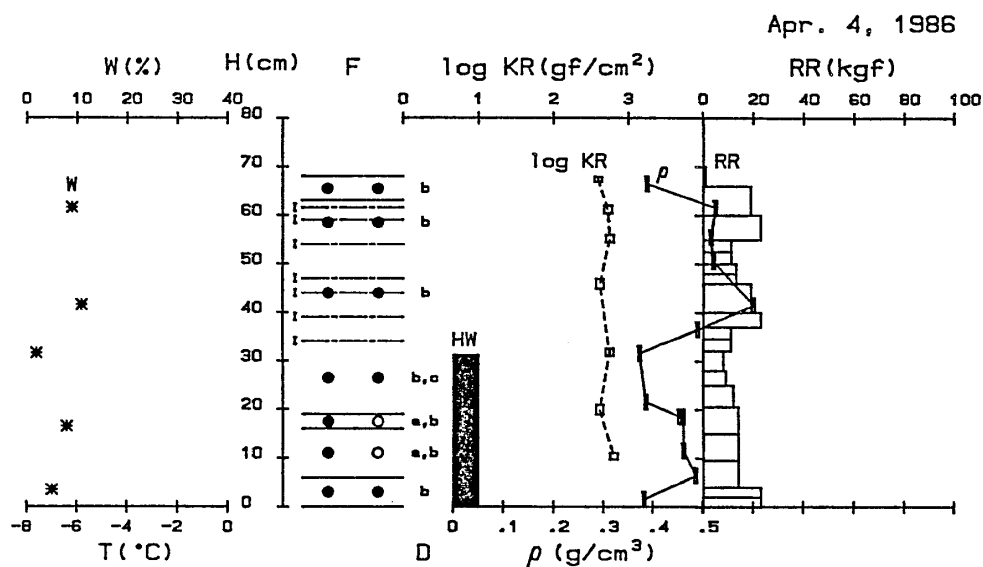 Apr. 4, 1986
W(%) H(cm) F log KR(gf/cm²) RR(kgf)
0 10 20 30 40 0 1 2 3 0 20 40 60 80 100
80
70
60
50
40
30
20
10
0
W
log KR ρ RR
b
b
b
HW
b,c
a,b
a,b
b
I
I
I
I
I
I
-8 -6 -4 -2 0 0 .1 .2 .3 .4 .5
T(°C) D ρ(g/cm³)